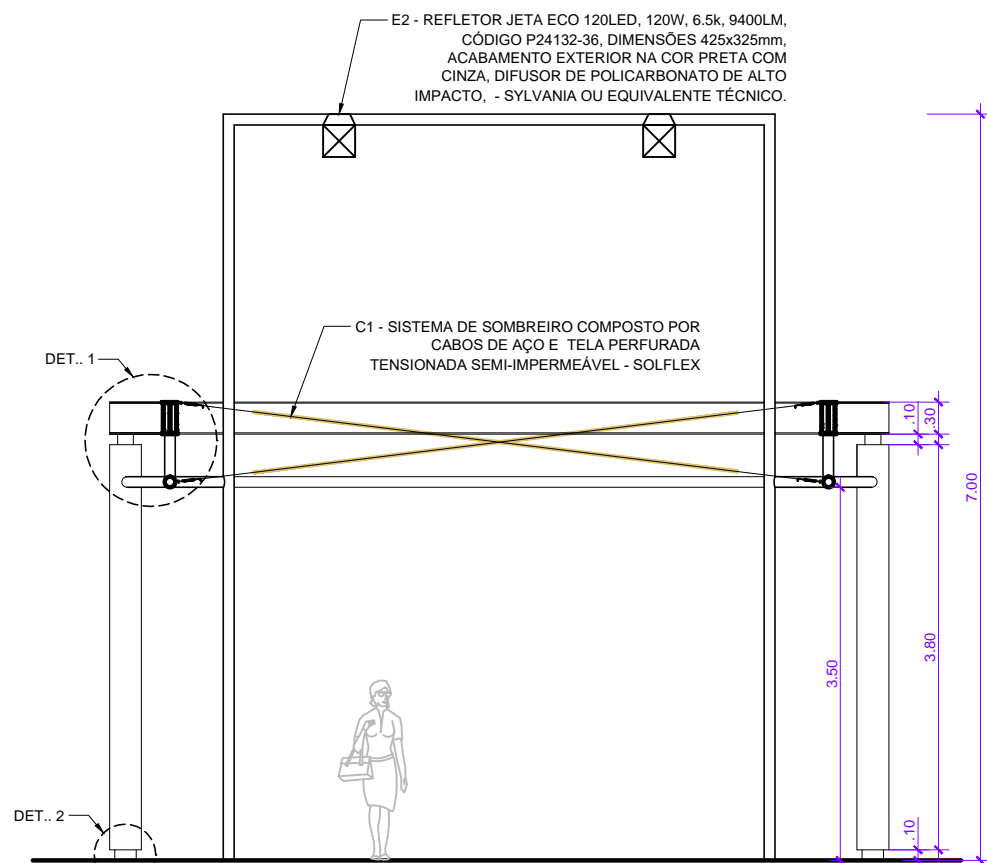 E2 - REFLETOR JETA ECO 120LED, 120W, 6.5k, 9400LM,
CÓDIGO P24132-36, DIMENSÕES 425x325mm,
ACABAMENTO EXTERIOR NA COR PRETA COM
CINZA, DIFUSOR DE POLICARBONATO DE ALTO
IMPACTO,  - SYLVANIA OU EQUIVALENTE TÉCNICO.
C1 - SISTEMA DE SOMBREIRO COMPOSTO POR
CABOS DE AÇO E  TELA PERFURADA
TENSIONADA SEMI-IMPERMEÁVEL - SOLFLEX
DET.. 1
.10
.30
7.00
3.50
3.80
DET.. 2
.10